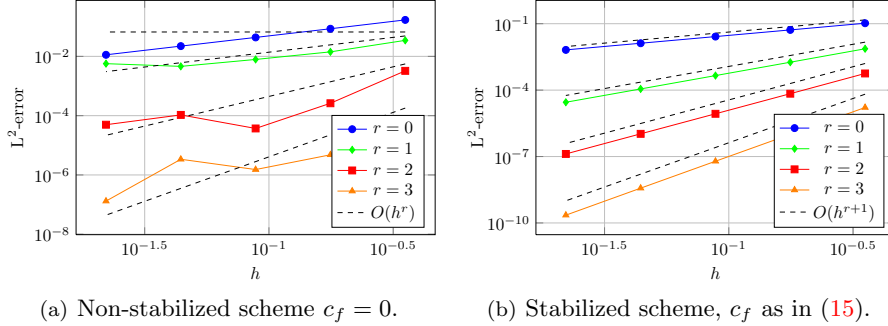 10^{-2}
10^{-4}
10^{-6}
10^{-8}
L^2-error
r = 0
r = 1
r = 2
r = 3
O(h^r)
10^{-1.5}
10^{-1}
10^{-0.5}
h
(a) Non-stabilized scheme c_f = 0.
10^{-1}
10^{-4}
10^{-7}
10^{-10}
L^2-error
r = 0
r = 1
r = 2
r = 3
O(h^{r+1})
10^{-1.5}
10^{-1}
10^{-0.5}
h
(b) Stabilized scheme, c_f as in (15).